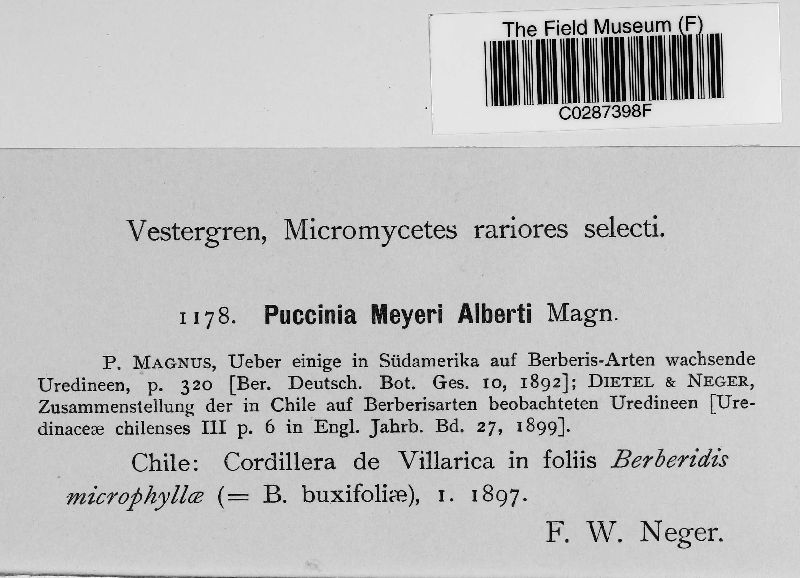 The Field Museum (F)
C0287398F
Vestergren, Micromycetes rariores selecti.
1178. Puccinia Meyeri Alberti Magn.
P. MAGNUS, Ueber einige in Südamerika auf Berberis-Arten wachsende
Uredineen, p. 320 [Ber. Deutsch. Bot. Ges. 10, 1892]; DIETEL & NEGER,
Zusammenstellung der in Chile auf Berberisarten beobachteten Uredineen [Ure-
dinaceæ chilenses III p. 6 in Engl. Jahrb. Bd. 27, 1899].
Chile: Cordillera de Villarica in foliis Berberidis
microphyllæ (= B. buxifoliæ), 1. 1897.
F. W. Neger.